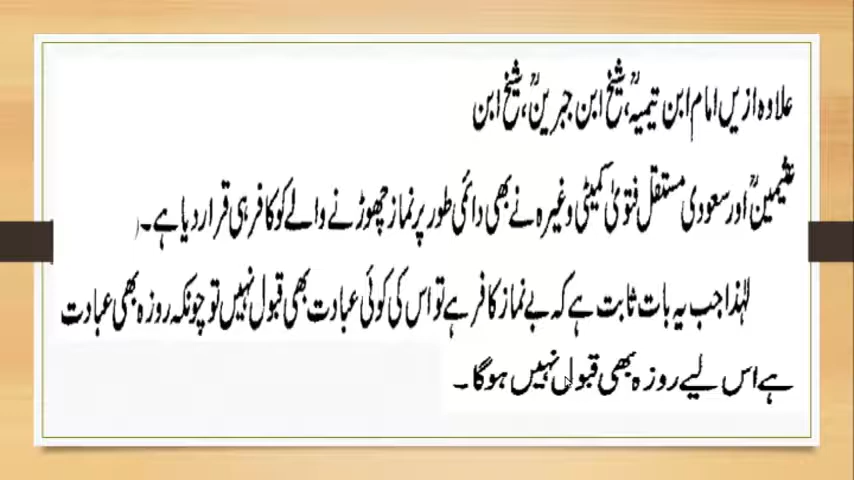 علاوہ ازیں امام ابن تیمیہؒ، شیخ ابن جبرینؒ، شیخ ابن
عثیمینؒ اور سعودی مستقل فتویٰ کمیٹی وغیرہ نے بھی دائمی طور پر نماز چھوڑنے والے کو کافر ہی قرار دیا ہے۔
لہٰذا جب یہ بات ثابت ہے کہ بے نماز کافر ہے تو اس کی کوئی عبادت بھی قبول نہیں تو چونکہ روزہ بھی عبادت
ہے اس لیے روزہ بھی قبول نہیں ہوگا۔